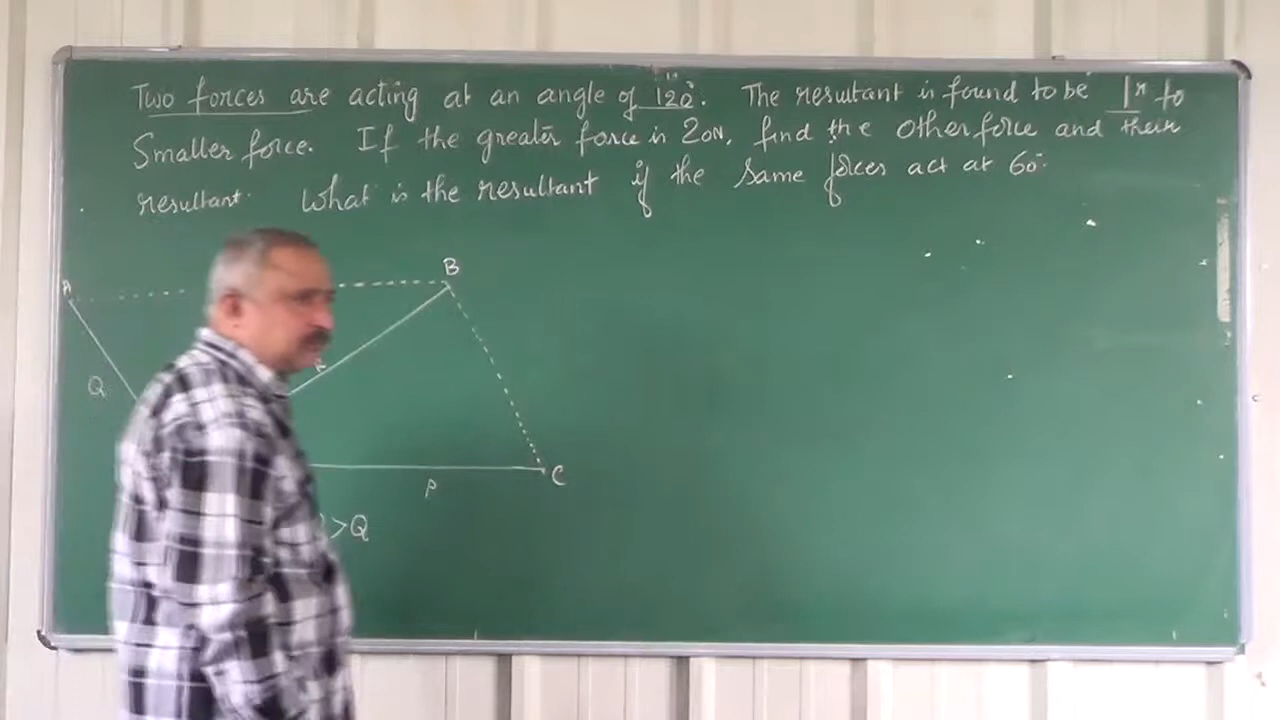 Two forces are acting at an angle of 120°. The resultant is found to be 1r to
Smaller force. If the greater force is 20N, find the other force and their
resultant. What is the resultant if the same forces act at 60°.
A
B
Q
R
C
P
>Q